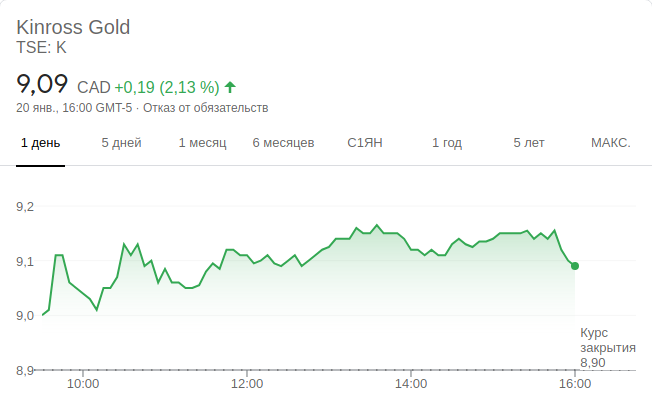 Kinross Gold
TSE: K
9,09 CAD +0,19 (2,13 %)
20 янв., 16:00 GMT-5 · Отказ от обязательств
1 день 5 дней 1 месяц 6 месяцев С1ЯН 1 год 5 лет МАКС.
9,2
9,1
9,0
Курс
закрытия
8,90
8,9
10:00 12:00 14:00 16:00